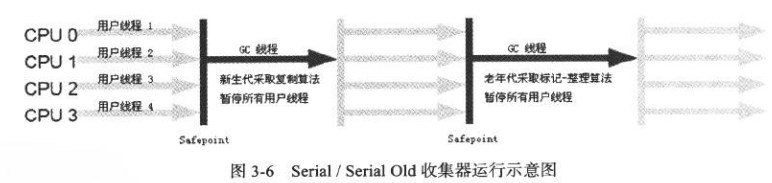 CPU 0
用户线程 1
CPU 1
用户线程 2
CPU 2
用户线程 3
CPU 3
用户线程 4
GC 线程
新生代采取复制算法
暂停所有用户线程
Safepoint
GC 线程
老年代采取标记-整理算法
暂停所有用户线程
Safepoint
图 3-6 Serial / Serial Old 收集器运行示意图